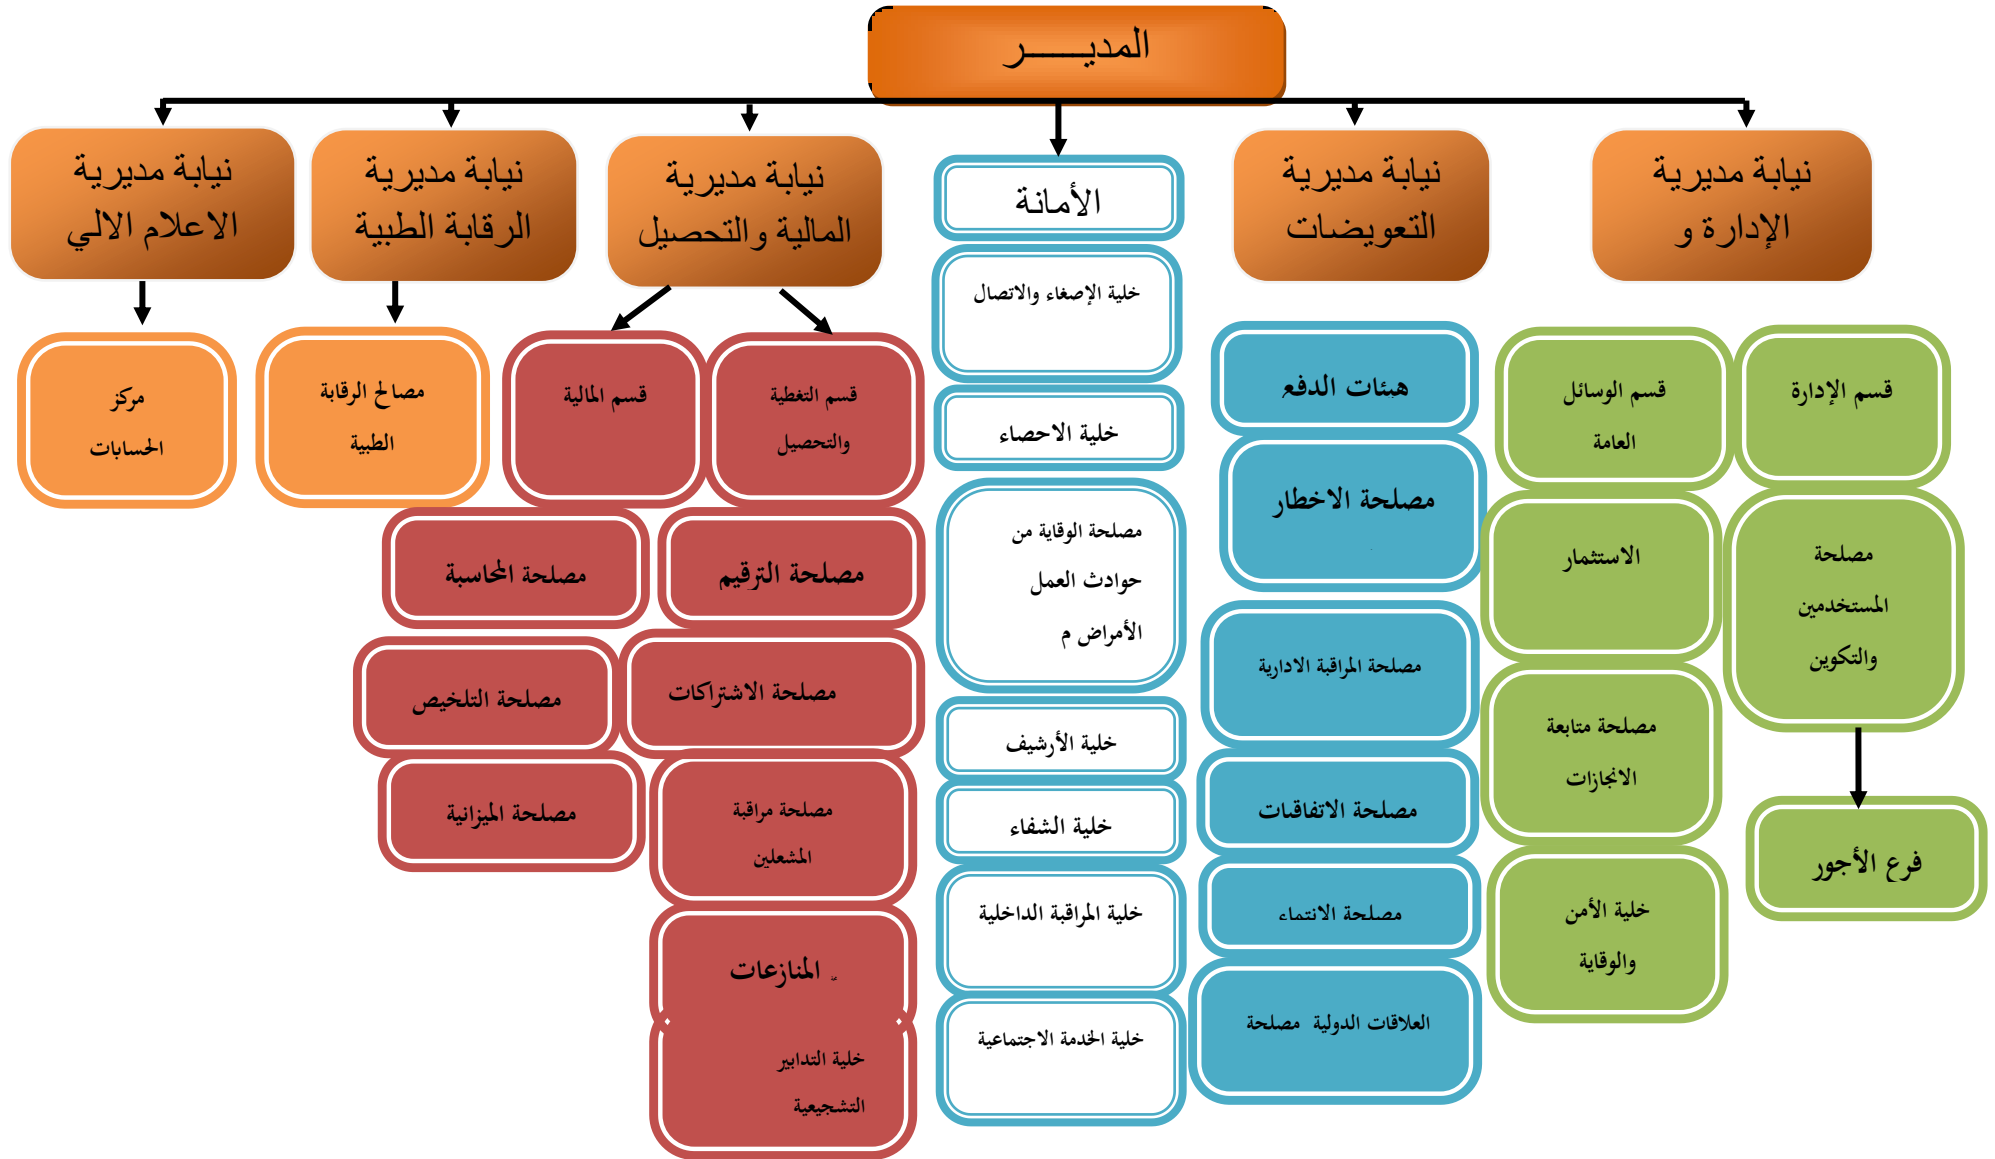 المديـــــر
نيابة مديرية
الإدارة و
نيابة مديرية
التعويضات
الأمانة
نيابة مديرية
المالية والتحصيل
نيابة مديرية
الرقابة الطبية
نيابة مديرية
الاعلام الالي
قسم الإدارة
مصلحة
المستخدمين
والتكوين
فرع الأجور
قسم الوسائل
العامة
الاستثمار
مصلحة متابعة
الانجازات
خلية الأمن
والوقاية
هيئات الدفع
مصلحة الاخطار
مصلحة المراقبة الادارية
مصلحة الاتفاقيات
مصلحة الانتماء
العلاقات الدولية مصلحة
خلية الإصغاء والاتصال
خلية الاحصاء
مصلحة الوقاية من
حوادث العمل
الأمراض م
خلية الأرشيف
خلية الشفاء
خلية المراقبة الداخلية
خلية الخدمة الاجتماعية
قسم التغطية
والتحصيل
مصلحة الترقيم
مصلحة الاشتراكات
مصلحة مراقبة
المشغلين
المنازعات
خلية التدابير
التشجيعية
قسم المالية
مصلحة المحاسبة
مصلحة التلخيص
مصلحة الميزانية
مصالح الرقابة
الطبية
مركز
الحسابات